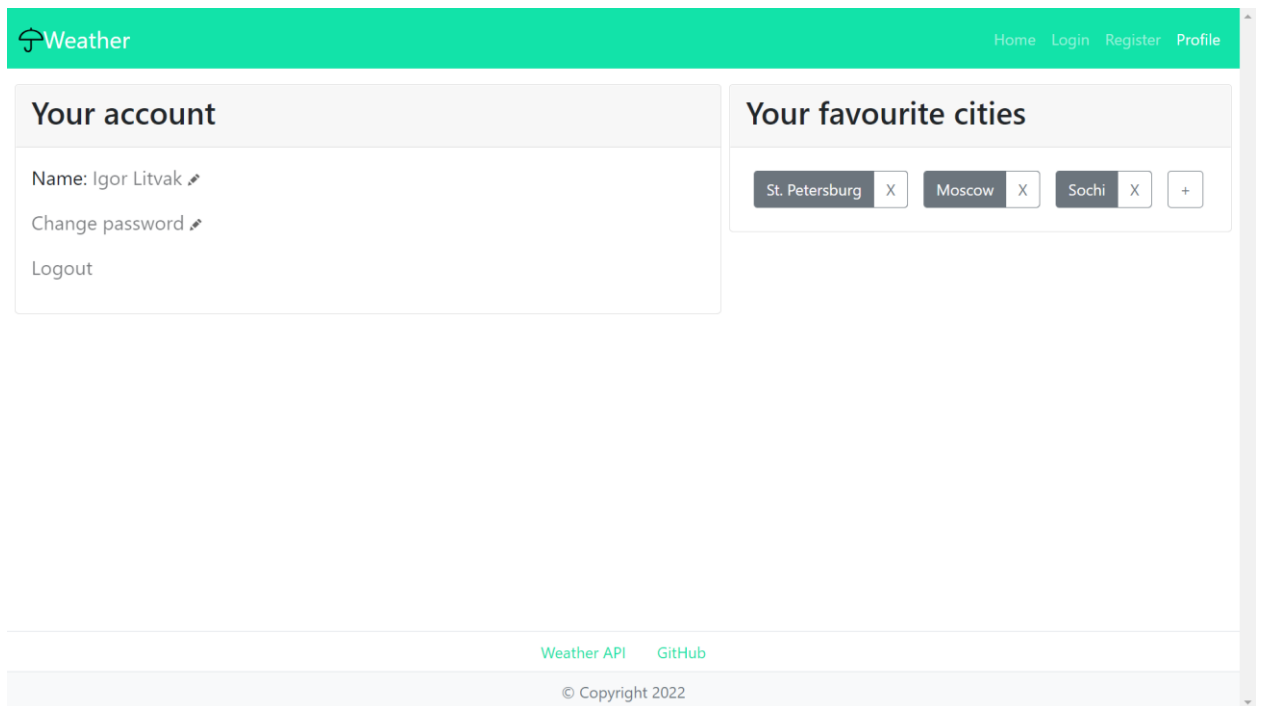 Weather
Home Login Register Profile
Your account
Name: Igor Litvak
Change password
Logout
Your favourite cities
St. Petersburg X Moscow X Sochi X +
Weather API GitHub
© Copyright 2022